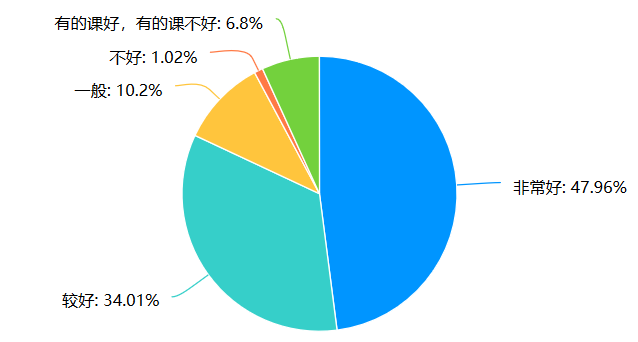 有的课好，有的课不好: 6.8%
不好: 1.02%
一般: 10.2%
非常好: 47.96%
较好: 34.01%